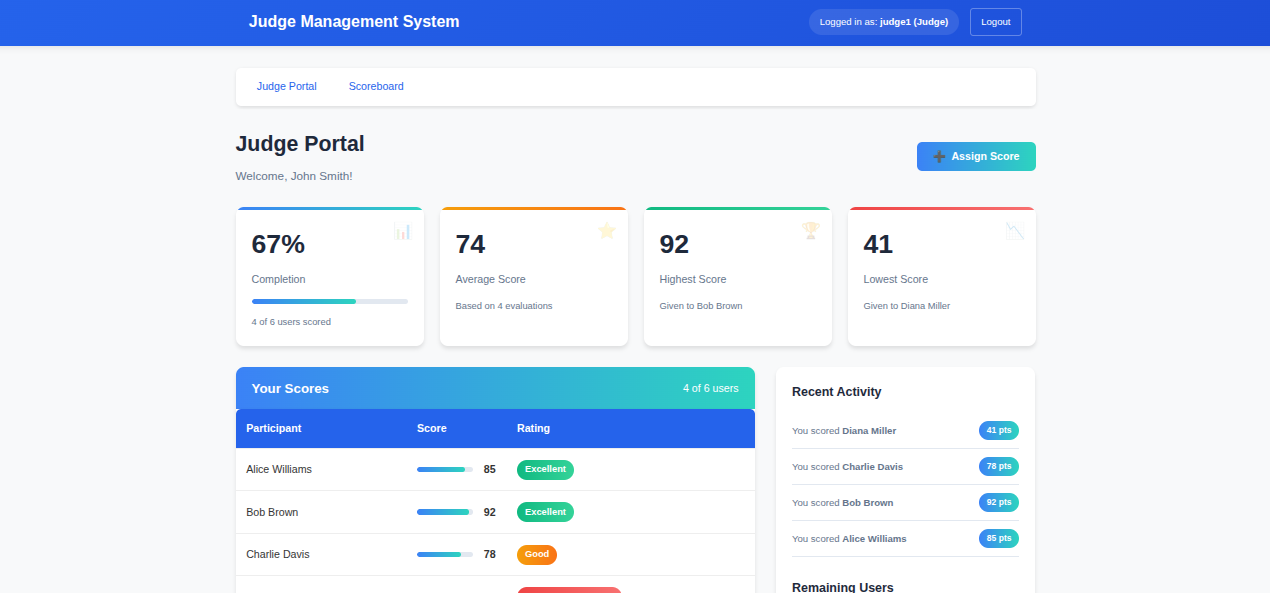 Judge Management System
Logged in as: judge1 (Judge)
Logout
Judge Portal
Scoreboard
Judge Portal
Welcome, John Smith!
Assign Score
67%
Completion
4 of 6 users scored
74
Average Score
Based on 4 evaluations
92
Highest Score
Given to Bob Brown
41
Lowest Score
Given to Diana Miller
Your Scores
4 of 6 users
Participant Score Rating
Alice Williams 85 Excellent
Bob Brown 92 Excellent
Charlie Davis 78 Good
Recent Activity
You scored Diana Miller 41 pts
You scored Charlie Davis 78 pts
You scored Bob Brown 92 pts
You scored Alice Williams 85 pts
Remaining Users